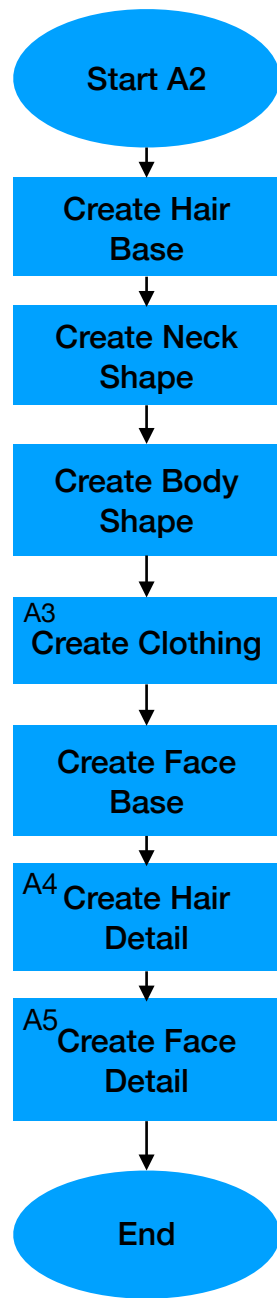 Start A2
Create Hair
Base
Create Neck
Shape
Create Body
Shape
A3
Create Clothing
Create Face
Base
A4
Create Hair
Detail
A5
Create Face
Detail
End